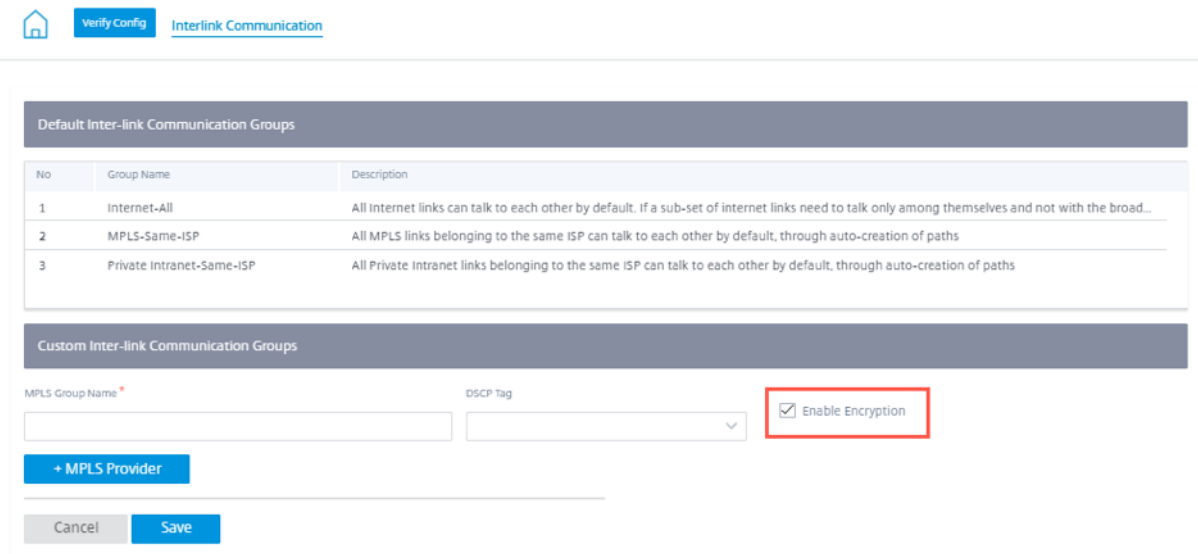 Verify Config
Interlink Communication
Default Inter-link Communication Groups
No Group Name Description
1 Internet-All All Internet links can talk to each other by default. If a sub-set of internet links need to talk only among themselves and not with the broad...
2 MPLS-Same-ISP All MPLS links belonging to the same ISP can talk to each other by default, through auto-creation of paths
3 Private Intranet-Same-ISP All Private Intranet links belonging to the same ISP can talk to each other by default, through auto-creation of paths
Custom Inter-link Communication Groups
MPLS Group Name * DSCP Tag
Enable Encryption
+ MPLS Provider
Cancel Save